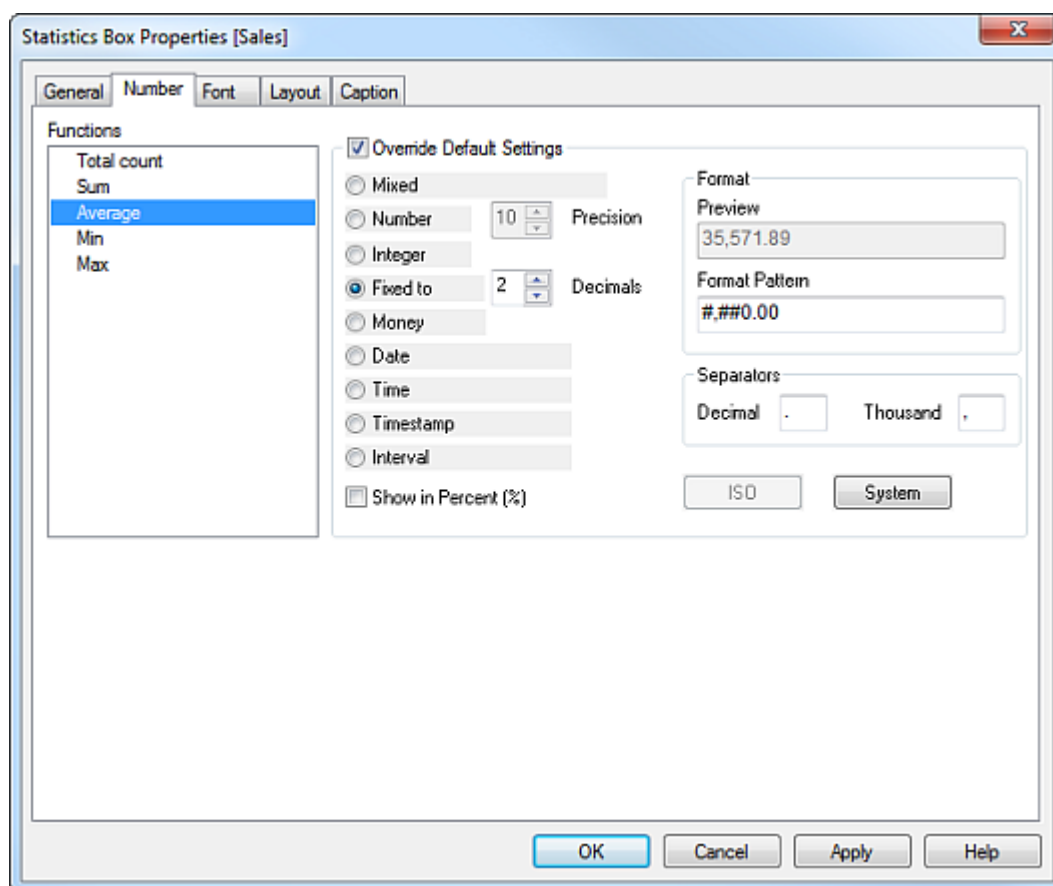 Statistics Box Properties [Sales]
x
General Number Font Layout Caption
Functions
Total count
Sum
Average
Min
Max
Override Default Settings
Mixed
Number 10 Precision
Integer
Fixed to 2 Decimals
Money
Date
Time
Timestamp
Interval
Show in Percent (%)
Format
Preview
35,571.89
Format Pattern
#,##0.00
Separators
Decimal . Thousand ,
ISO System
OK Cancel Apply Help